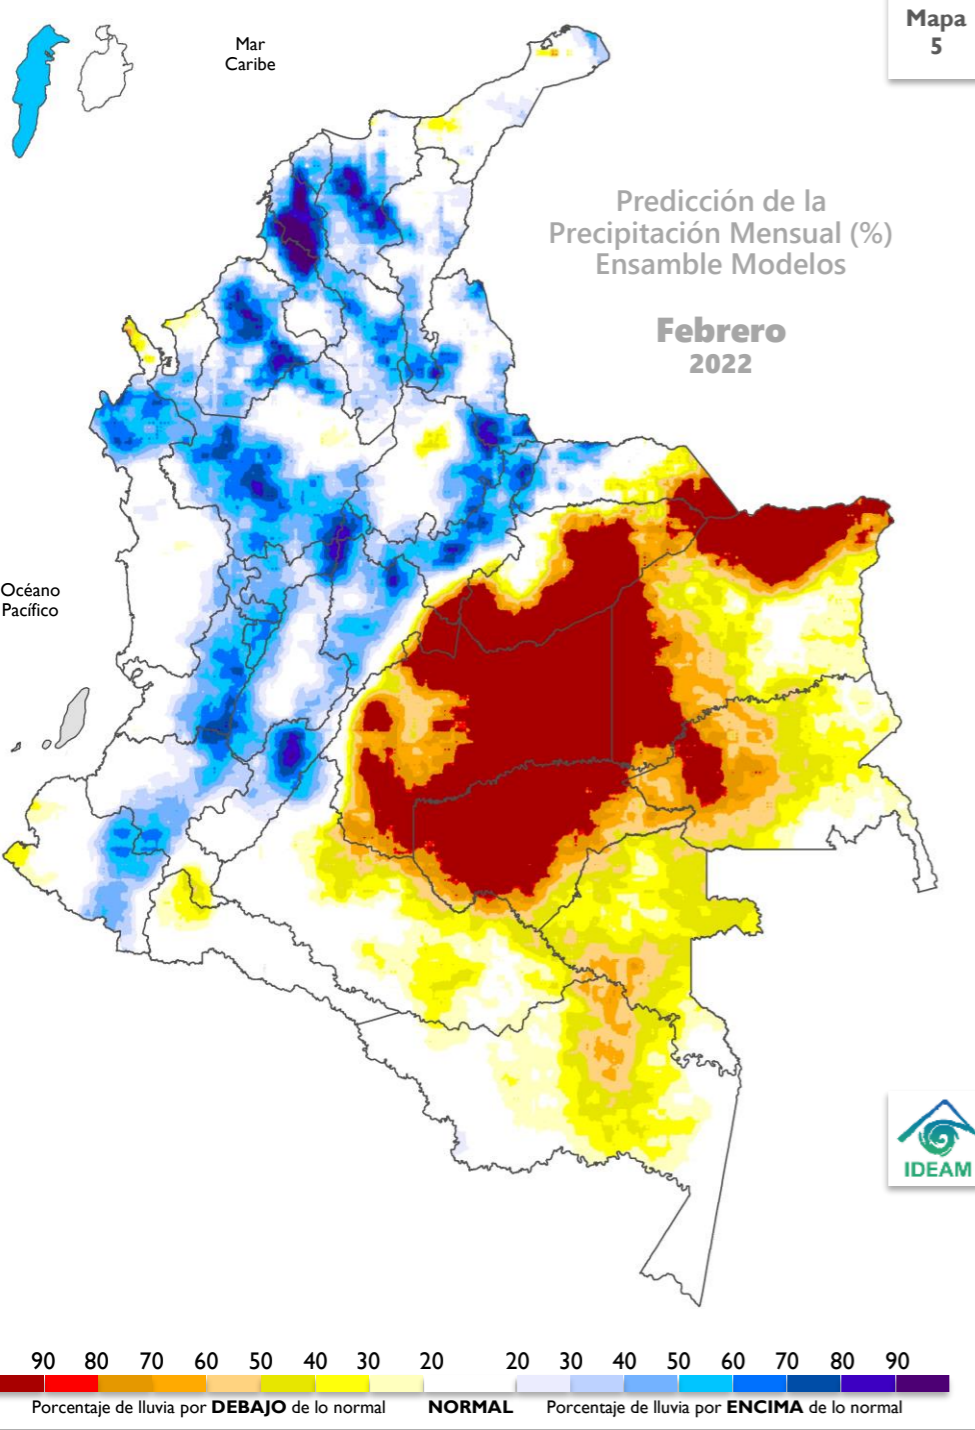 Mapa
5
Mar
Caribe
Predicción de la
Precipitación Mensual (%)
Ensamble Modelos
Febrero
2022
Océano
Pacífico
IDEAM
90 80 70 60 50 40 30 20 20 30 40 50 60 70 80 90
Porcentaje de lluvia por DEBAJO de lo normal NORMAL Porcentaje de lluvia por ENCIMA de lo normal